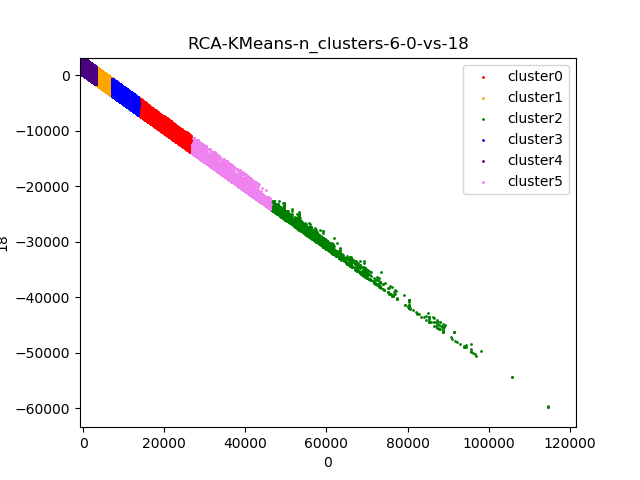 RCA-KMeans-n_clusters-6-0-vs-18
cluster0
cluster1
cluster2
cluster3
cluster4
cluster5
0
−10000
−20000
−30000
−40000
−50000
−60000
18
0
20000
40000
60000
80000
100000
120000
0